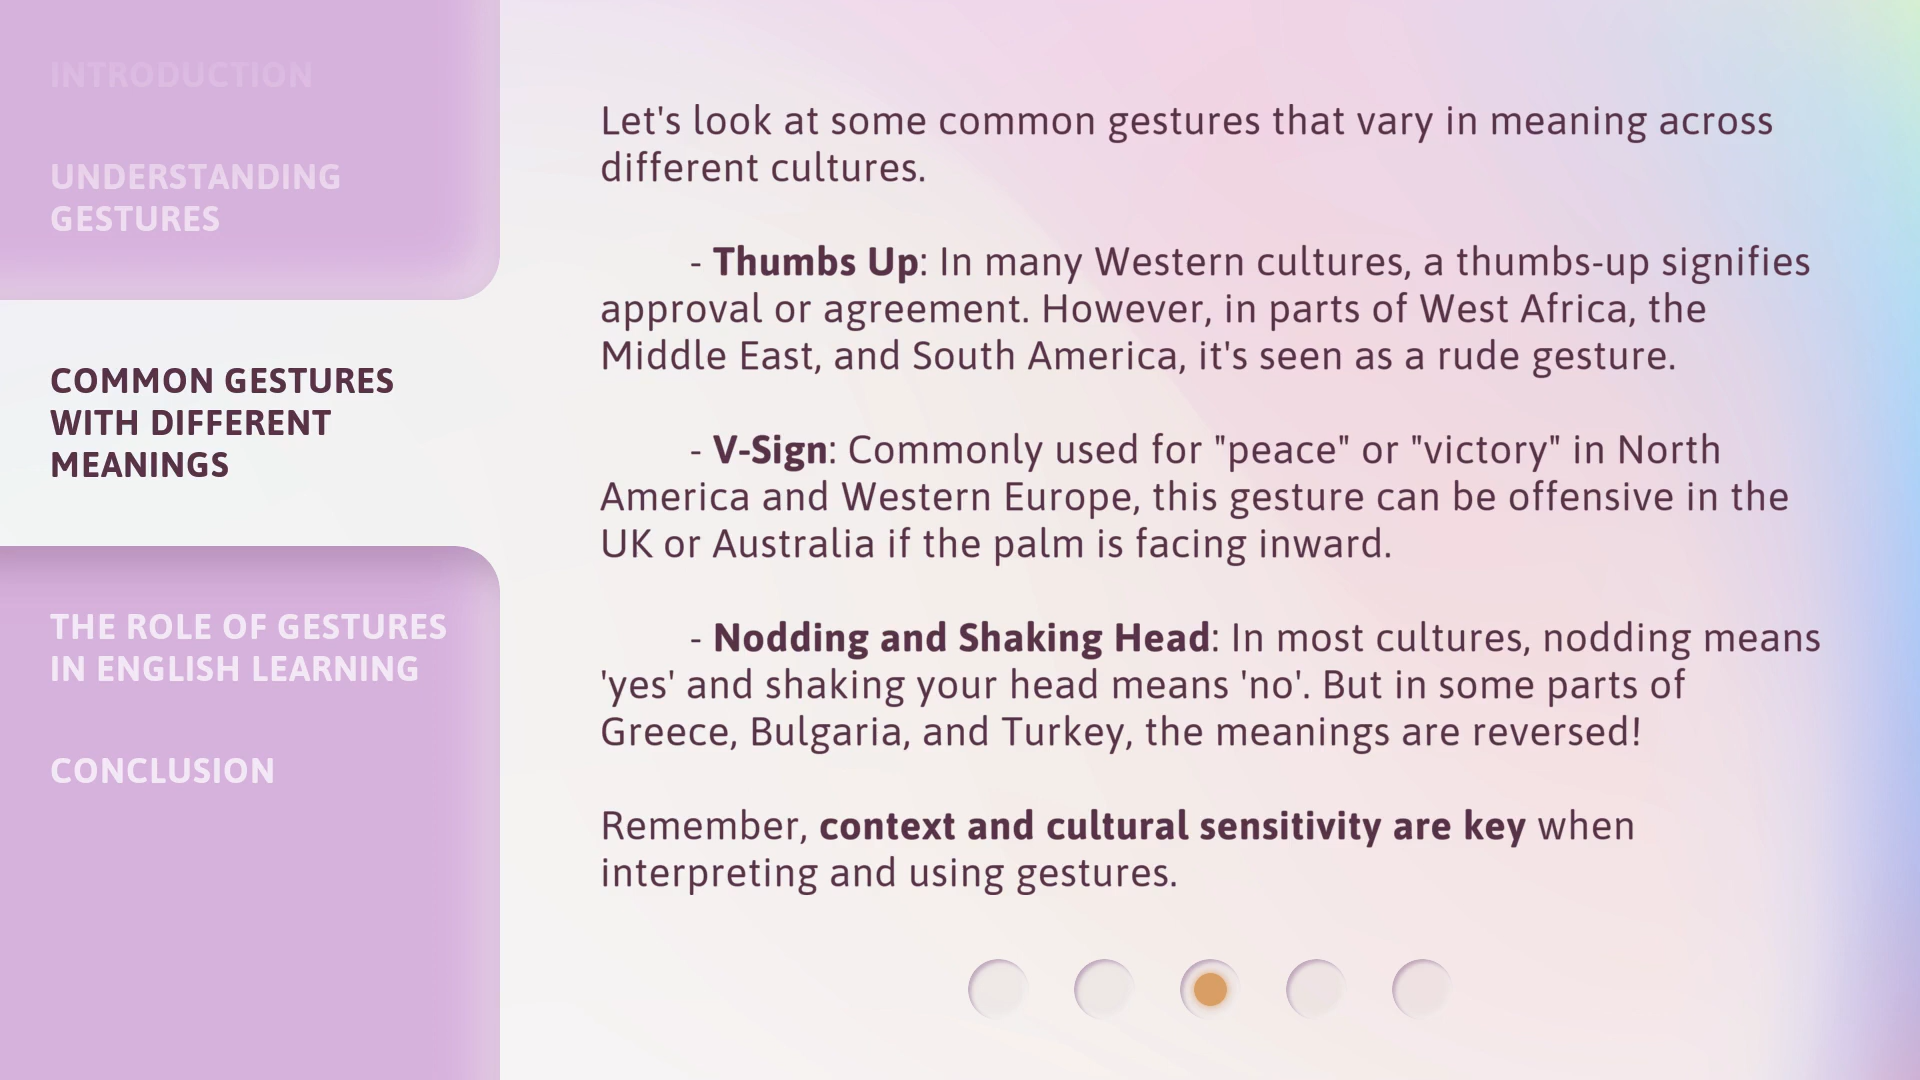 INTRODUCTION
UNDERSTANDING
GESTURES
COMMON GESTURES
WITH DIFFERENT
MEANINGS
THE ROLE OF GESTURES
IN ENGLISH LEARNING
CONCLUSION
Let's look at some common gestures that vary in meaning across
different cultures.
- Thumbs Up: In many Western cultures, a thumbs-up signifies
approval or agreement. However, in parts of West Africa, the
Middle East, and South America, it's seen as a rude gesture.
- V-Sign: Commonly used for "peace" or "victory" in North
America and Western Europe, this gesture can be offensive in the
UK or Australia if the palm is facing inward.
- Nodding and Shaking Head: In most cultures, nodding means
'yes' and shaking your head means 'no'. But in some parts of
Greece, Bulgaria, and Turkey, the meanings are reversed!
Remember, context and cultural sensitivity are key when
interpreting and using gestures.